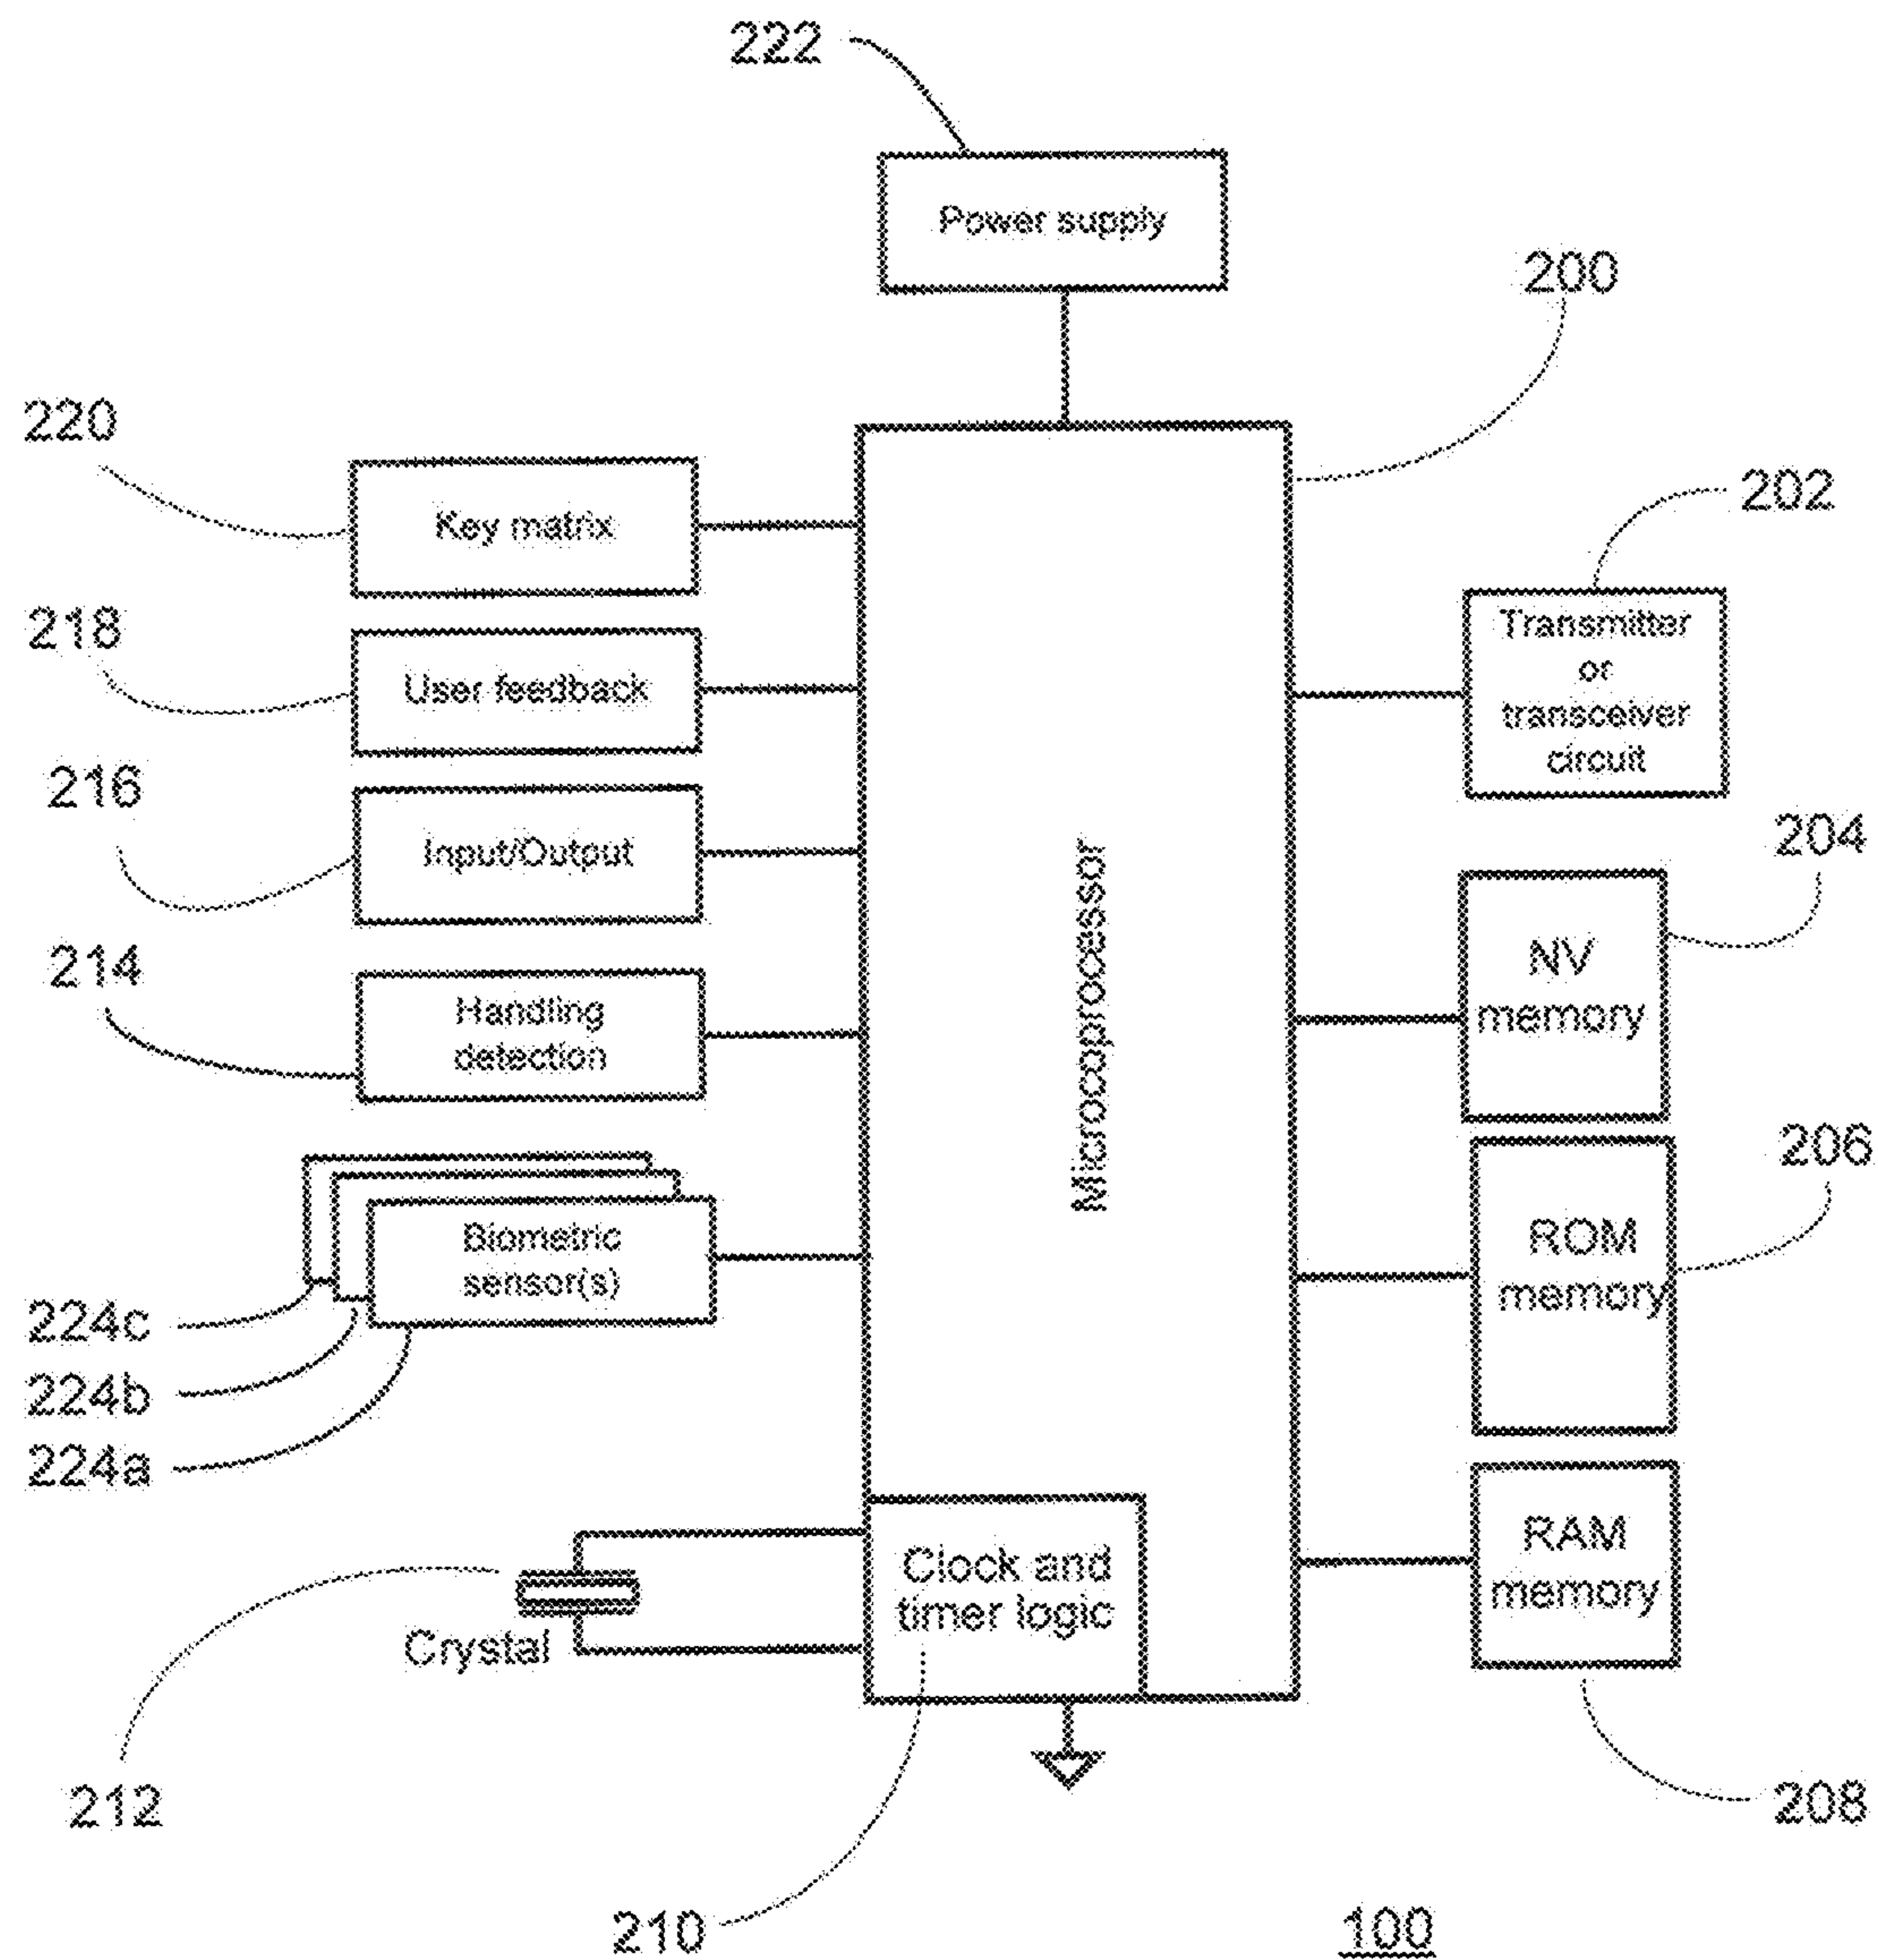 222
Power supply
200
220
Key matrix
202
Transmitter
or
transceiver
circuit
218
User feedback
216
Input/Output
204
NV
memory
214
Handling
detection
Microcaprocessor
206
ROM
memory
Biometric
sensor(s)
224c
224b
224a
RAM
memory
Clock and
timer logic
Crystal
212
208
210
100